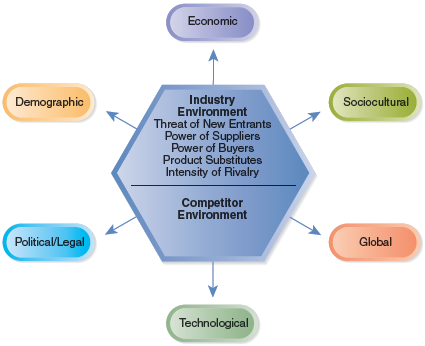 Economic
Demographic
Sociocultural
Industry
Environment
Threat of New Entrants
Power of Suppliers
Power of Buyers
Product Substitutes
Intensity of Rivalry
Competitor
Environment
Political/Legal
Global
Technological